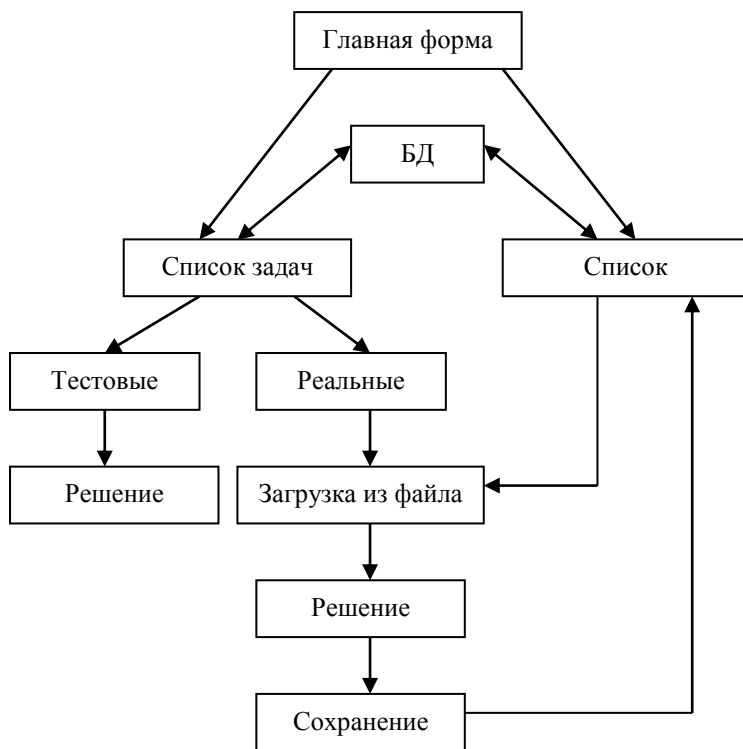 Главная форма
БД
Список задач
Список
Тестовые
Реальные
Решение
Загрузка из файла
Решение
Сохранение